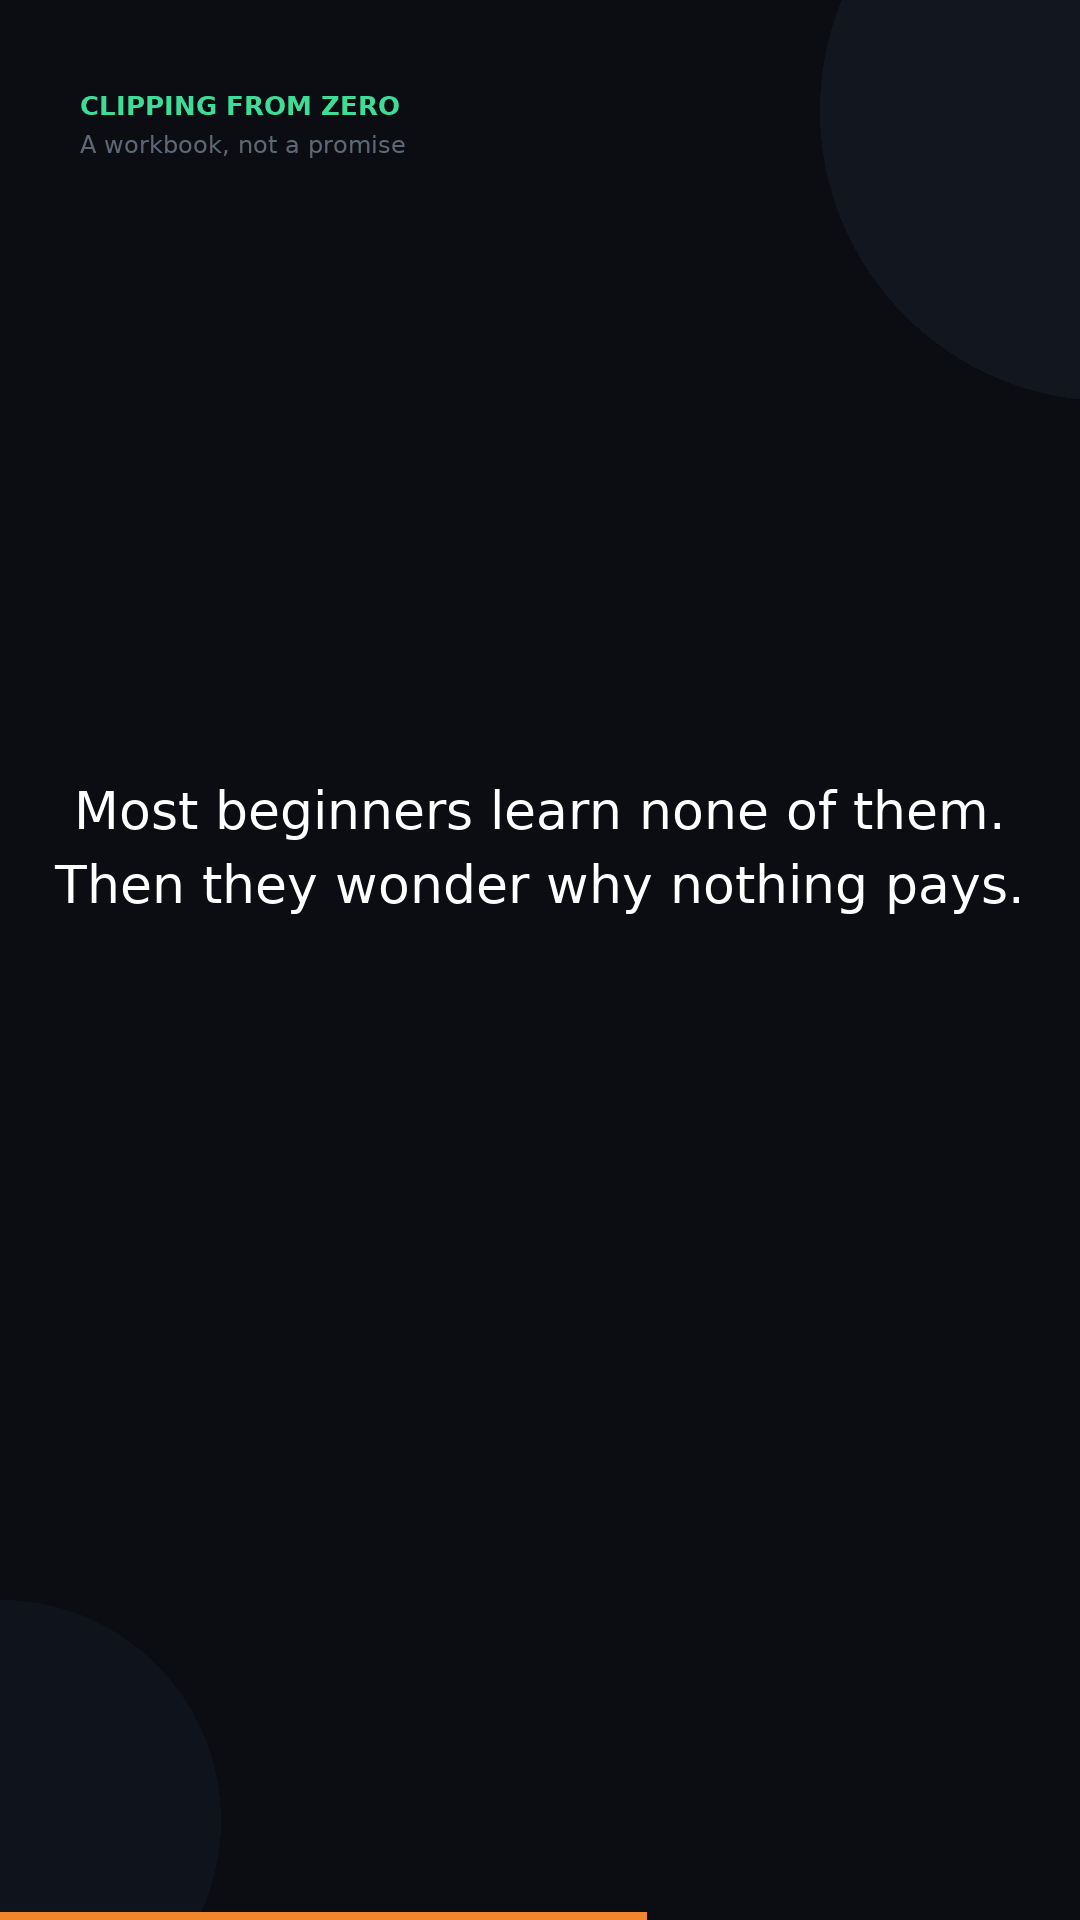 CLIPPING FROM ZERO
A workbook, not a promise
Most beginners learn none of them.
Then they wonder why nothing pays.